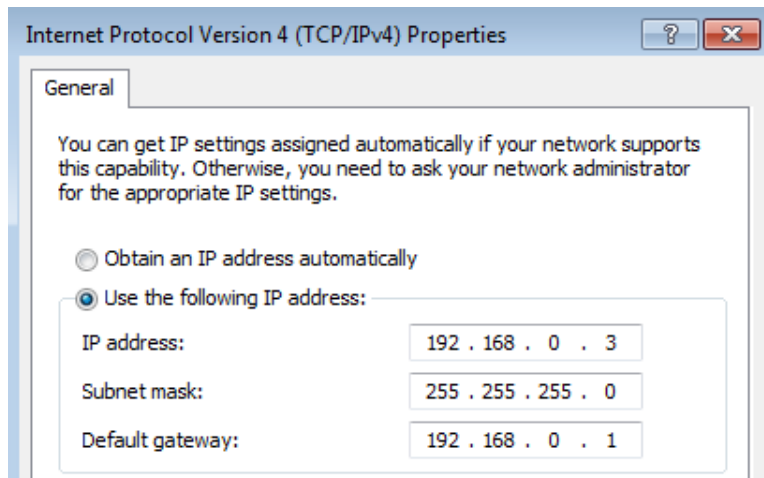 Internet Protocol Version 4 (TCP/IPv4) Properties
General
You can get IP settings assigned automatically if your network supports
this capability. Otherwise, you need to ask your network administrator
for the appropriate IP settings.
Obtain an IP address automatically
Use the following IP address:
IP address: 192 . 168 . 0 . 3
Subnet mask: 255 . 255 . 255 . 0
Default gateway: 192 . 168 . 0 . 1